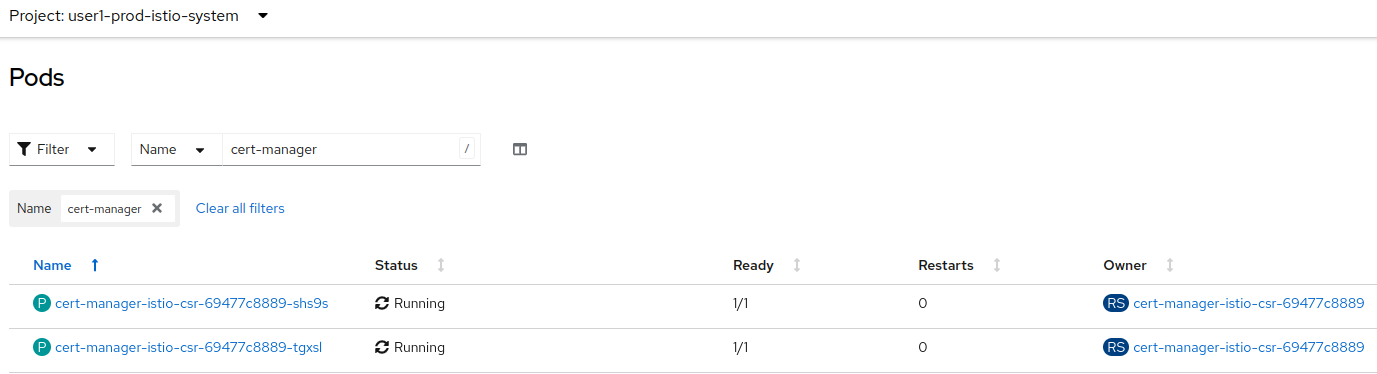 Project: user1-prod-istio-system
Pods
Filter Name cert-manager /
Name cert-manager Clear all filters
Name Status Ready Restarts Owner
P cert-manager-istio-csr-69477c8889-shs9s Running 1/1 0 RS cert-manager-istio-csr-69477c8889
P cert-manager-istio-csr-69477c8889-tgxsl Running 1/1 0 RS cert-manager-istio-csr-69477c8889